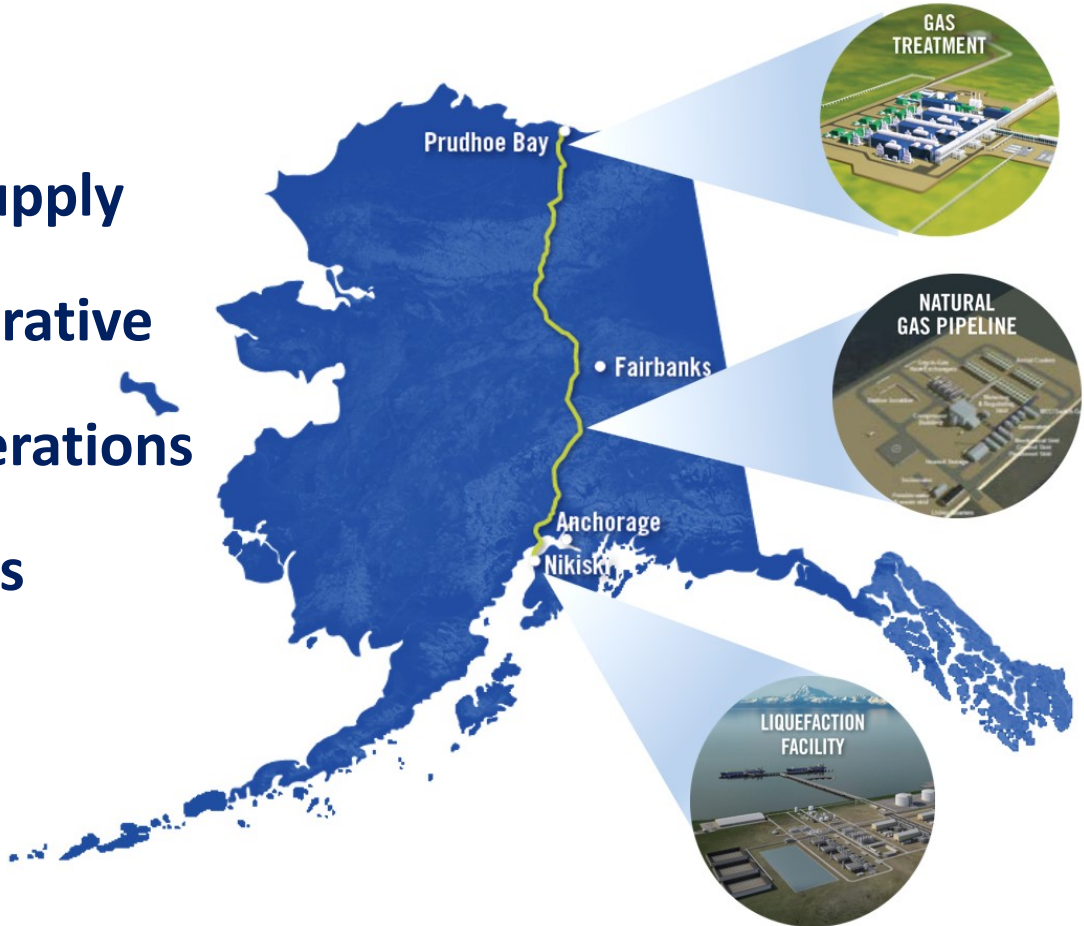 GAS
TREATMENT
Prudhoe Bay
upply
NATURAL
GAS PIPELINE
rative
Fairbanks
erations
Anchorage
s
Nikiski
LIQUEFACTION
FACILITY